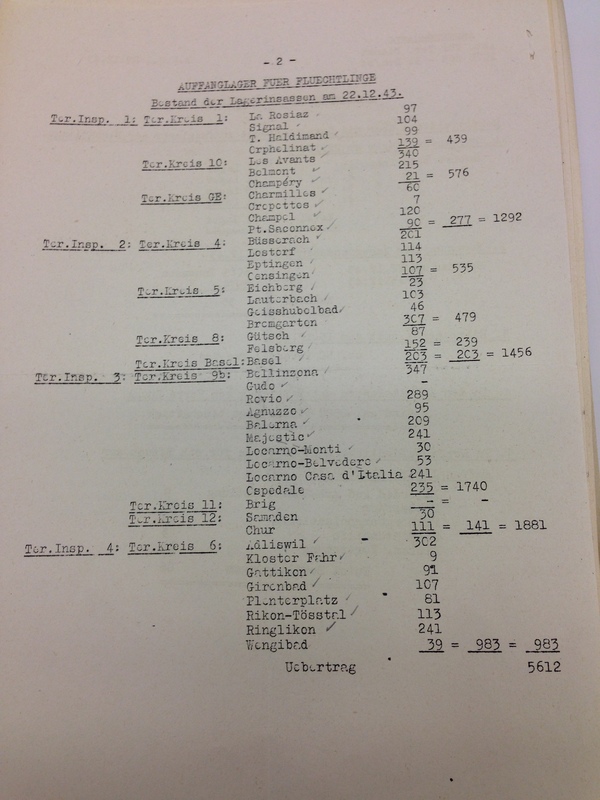 - 2 -
AUFFANGLAGER FUER FLUECHTLINGE
Bestand der Lagerinsassen am 22.12.43.
Ter.Insp. 1: Ter.Kreis 1: La Rosiaz 97
Signal 104
T. Haldimand 99
Orphelinat 139 = 439
Ter.Kreis 10: Les Avants 340
Belmont 215
Champéry 21 = 576
Ter.Kreis GE: Charmilles 60
Cropettes 7
Champel 120
Pt.Saconnex 90 = 277 = 1292
Ter.Insp. 2: Ter.Kreis 4: Büsserach 201
Lostorf 114
Eptingen 113
Oensingen 107 = 535
Ter.Kreis 5: Eichberg 23
Lauterbach 103
Geisshubelbad 46
Bremgarten 307 = 479
Ter.Kreis 8: Gütsch 87
Felsberg 152 = 239
Ter.Kreis Basel: Basel 203 = 203 = 1456
Ter.Insp. 3: Ter.Kreis 9b: Bellinzona 347
Gudo -
Rovio 289
Agnuzzo 95
Balerna 209
Majestic 241
Locarno-Monti 30
Locarno-Belvedere 53
Locarno Casa d'Italia 241
Ospedale 235 = 1740
Ter.Kreis 11: Brig - = -
Ter.Kreis 12: Samaden 30
Chur 111 = 141 = 1881
Ter.Insp. 4: Ter.Kreis 6: Adliswil 302
Kloster Fahr 9
Gattikon 91
Girenbad 107
Plenterplatz 81
Rikon-Tösstal 113
Ringlikon 241
Wengibad 39 = 983 = 983
Uebertrag 5612